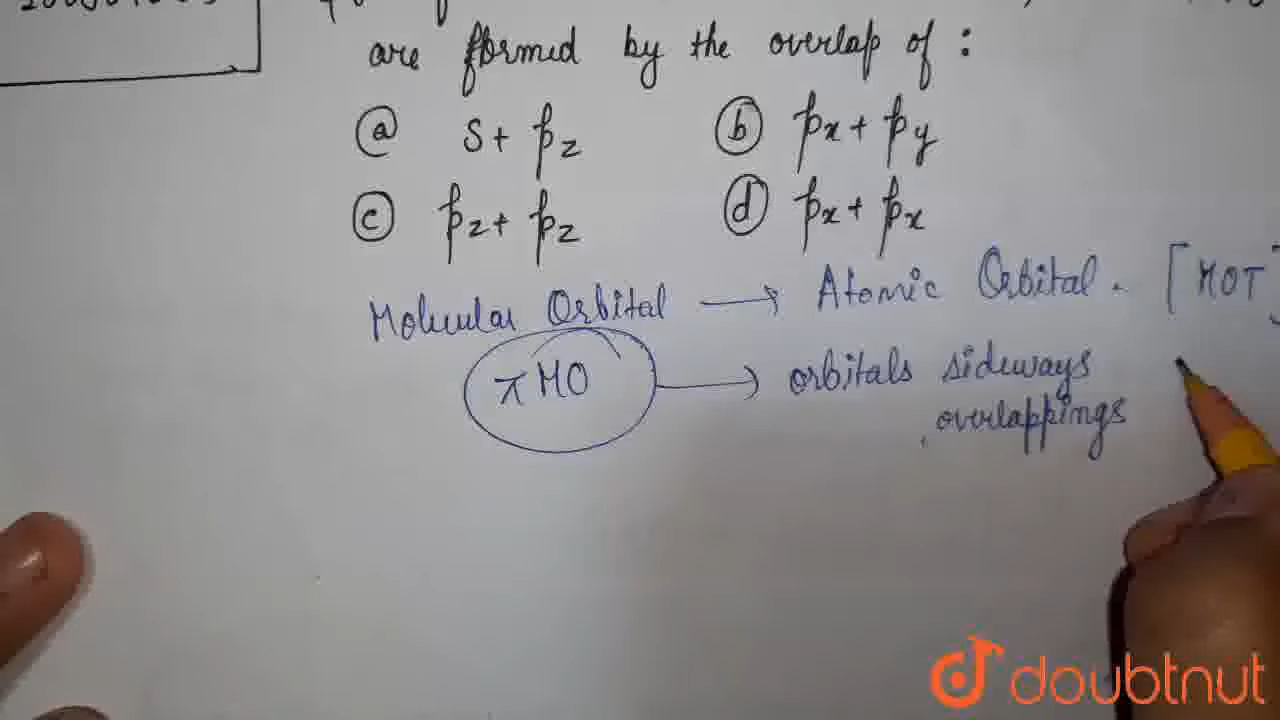 are formed by the overlap of :
(a) S + pz (b) px + py
(c) pz + pz (d) px + px
Molecular Orbital → Atomic Orbital. [MOT]
π MO → orbitals sideways
overlappings
doubtnut